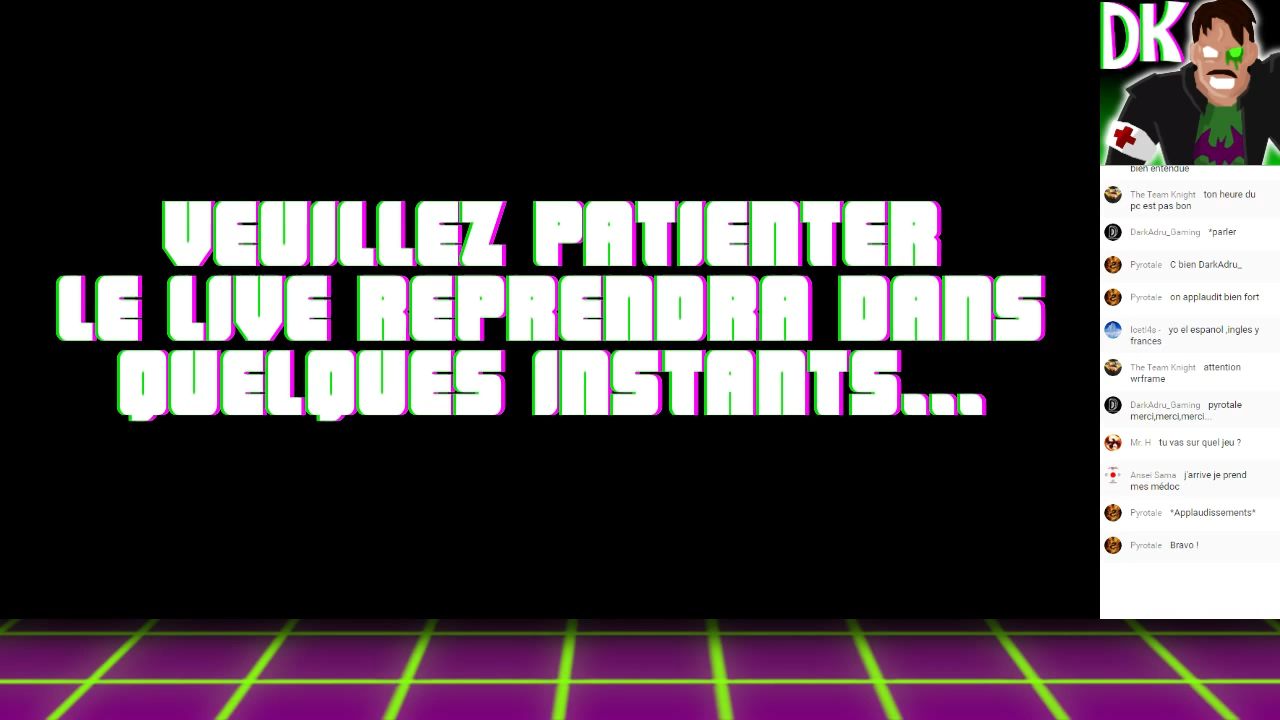 VEUILLEZ PATIENTER
LE LIVE REPRENDRA DANS
QUELQUES INSTANTS...
DK
bien entendue
The Team Knight ton heure du
pc est pas bon
DarkAdru_Gaming *parler
Pyrotale C bien DarkAdru_
Pyrotale on applaudit bien fort
Icetl4s - yo el espanol ,ingles y
frances
The Team Knight attention
wrframe
DarkAdru_Gaming pyrotale
merci,merci,merci...
Mr. H tu vas sur quel jeu ?
Ansei Sama j'arrive je prend
mes médoc
Pyrotale *Applaudissements*
Pyrotale Bravo !